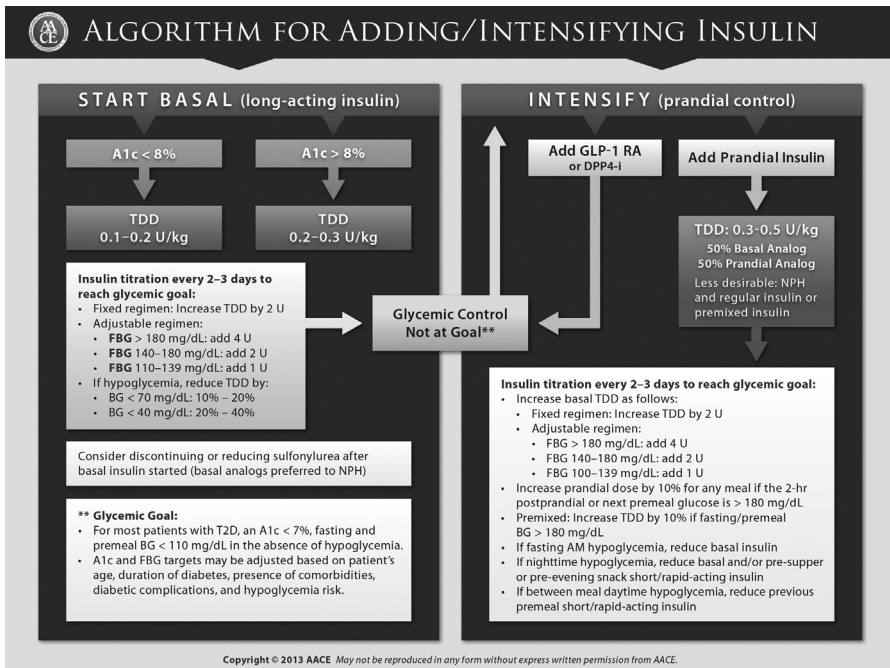 AACE
ALGORITHM FOR ADDING/INTENSIFYING INSULIN
START BASAL (long-acting insulin)
A1c < 8%
A1c > 8%
TDD
0.1–0.2 U/kg
TDD
0.2–0.3 U/kg
Insulin titration every 2–3 days to
reach glycemic goal:
• Fixed regimen: Increase TDD by 2 U
• Adjustable regimen:
• FBG > 180 mg/dL: add 4 U
• FBG 140–180 mg/dL: add 2 U
• FBG 110–139 mg/dL: add 1 U
• If hypoglycemia, reduce TDD by:
• BG < 70 mg/dL: 10% – 20%
• BG < 40 mg/dL: 20% – 40%
Consider discontinuing or reducing sulfonylurea after
basal insulin started (basal analogs preferred to NPH)
** Glycemic Goal:
• For most patients with T2D, an A1c < 7%, fasting and
premeal BG < 110 mg/dL in the absence of hypoglycemia.
• A1c and FBG targets may be adjusted based on patient's
age, duration of diabetes, presence of comorbidities,
diabetic complications, and hypoglycemia risk.
Glycemic Control
Not at Goal**
INTENSIFY (prandial control)
Add GLP-1 RA
or DPP4-i
Add Prandial Insulin
TDD: 0.3-0.5 U/kg
50% Basal Analog
50% Prandial Analog
Less desirable: NPH
and regular insulin or
premixed insulin
Insulin titration every 2–3 days to reach glycemic goal:
• Increase basal TDD as follows:
• Fixed regimen: Increase TDD by 2 U
• Adjustable regimen:
• FBG > 180 mg/dL: add 4 U
• FBG 140–180 mg/dL: add 2 U
• FBG 100–139 mg/dL: add 1 U
• Increase prandial dose by 10% for any meal if the 2-hr
postprandial or next premeal glucose is > 180 mg/dL
• Premixed: Increase TDD by 10% if fasting/premeal
BG > 180 mg/dL
• If fasting AM hypoglycemia, reduce basal insulin
• If nighttime hypoglycemia, reduce basal and/or pre-supper
or pre-evening snack short/rapid-acting insulin
• If between meal daytime hypoglycemia, reduce previous
premeal short/rapid-acting insulin
Copyright © 2013 AACE May not be reproduced in any form without express written permission from AACE.